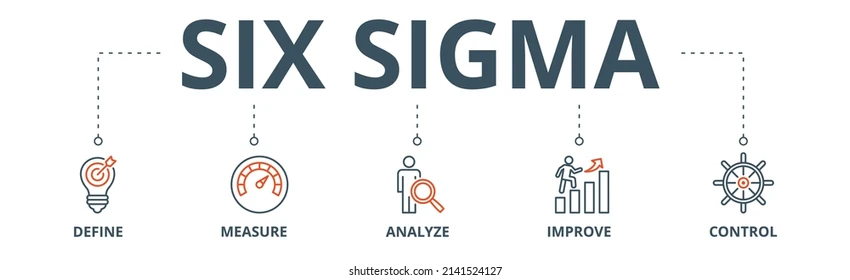 SIX SIGMA
DEFINE
MEASURE
ANALYZE
IMPROVE
CONTROL
shutterstock.com · 2141524127